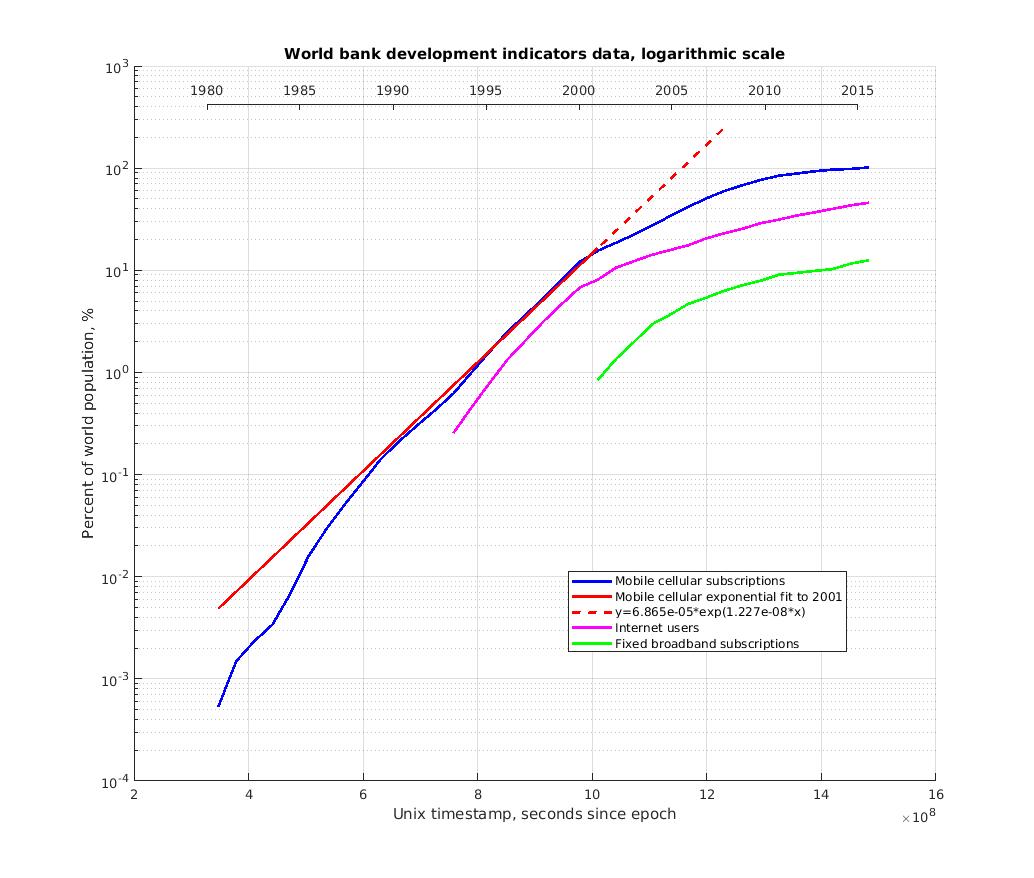 World bank development indicators data, logarithmic scale
10^3
1980 1985 1990 1995 2000 2005 2010 2015
10^2
10^1
10^0
10^-1
10^-2
10^-3
10^-4
Percent of world population, %
Mobile cellular subscriptions
Mobile cellular exponential fit to 2001
y=6.865e-05*exp(1.227e-08*x)
Internet users
Fixed broadband subscriptions
2 4 6 8 10 12 14 16
Unix timestamp, seconds since epoch
×10^8